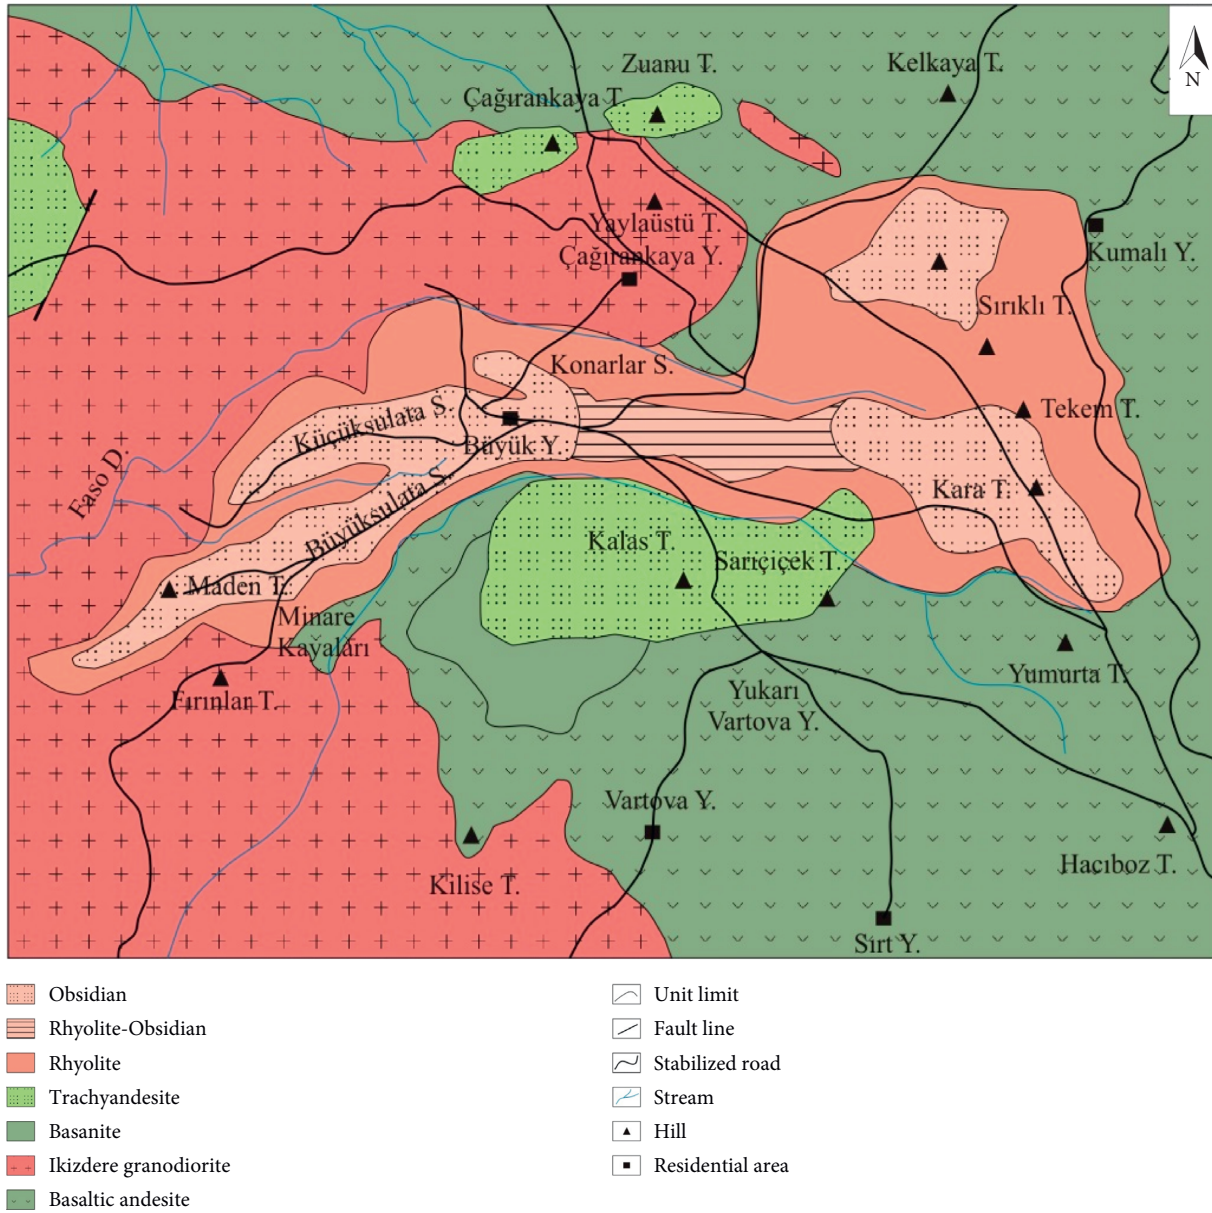 Zuanu T.
Kelkaya T.
N
Çağırankaya T.
Yaylaüstü T.
Çağırankaya Y.
Kumalı Y.
Sırıklı T.
Konarlar S.
Küçüksulata S.
Tekem T.
Büyük Y.
Faso D.
Büyüksulata S.
Kara T.
Kalas T.
Sarıçiçek T.
Maden T.
Minare
Kayaları
Yumurta T.
Fırınlar T.
Yukarı
Vartova Y.
Vartova Y.
Hacıboz T.
Kilise T.
Sırt Y.
Obsidian
Rhyolite-Obsidian
Rhyolite
Trachyandesite
Basanite
Ikizdere granodiorite
Basaltic andesite
Unit limit
Fault line
Stabilized road
Stream
Hill
Residential area